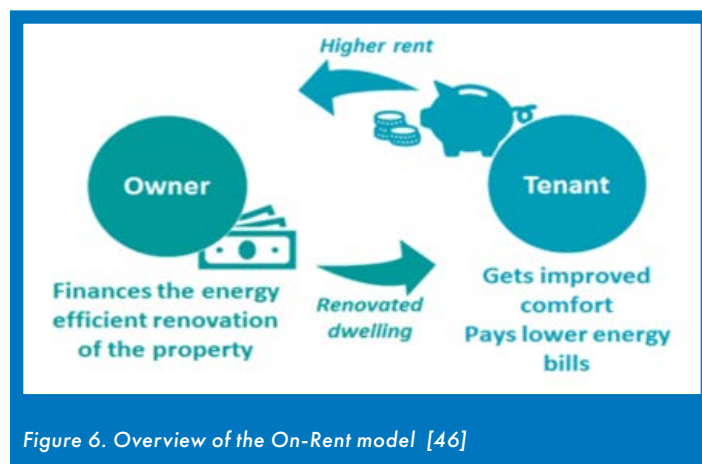 Higher rent
Owner
Tenant
Finances the energy
efficient renovation
of the property
Renovated
dwelling
Gets improved
comfort
Pays lower energy
bills
Figure 6. Overview of the On-Rent model [46]